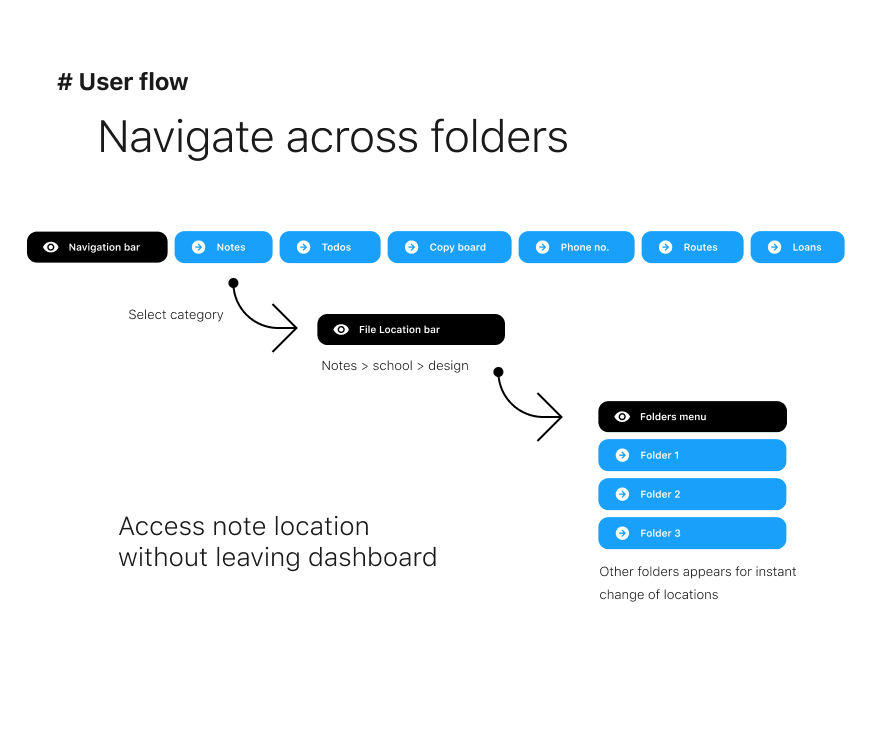 # User flow
Navigate across folders
Navigation bar Notes Todos Copy board Phone no. Routes Loans
Select category
File Location bar
Notes > school > design
Folders menu
Folder 1
Folder 2
Folder 3
Access note location
without leaving dashboard
Other folders appears for instant
change of locations